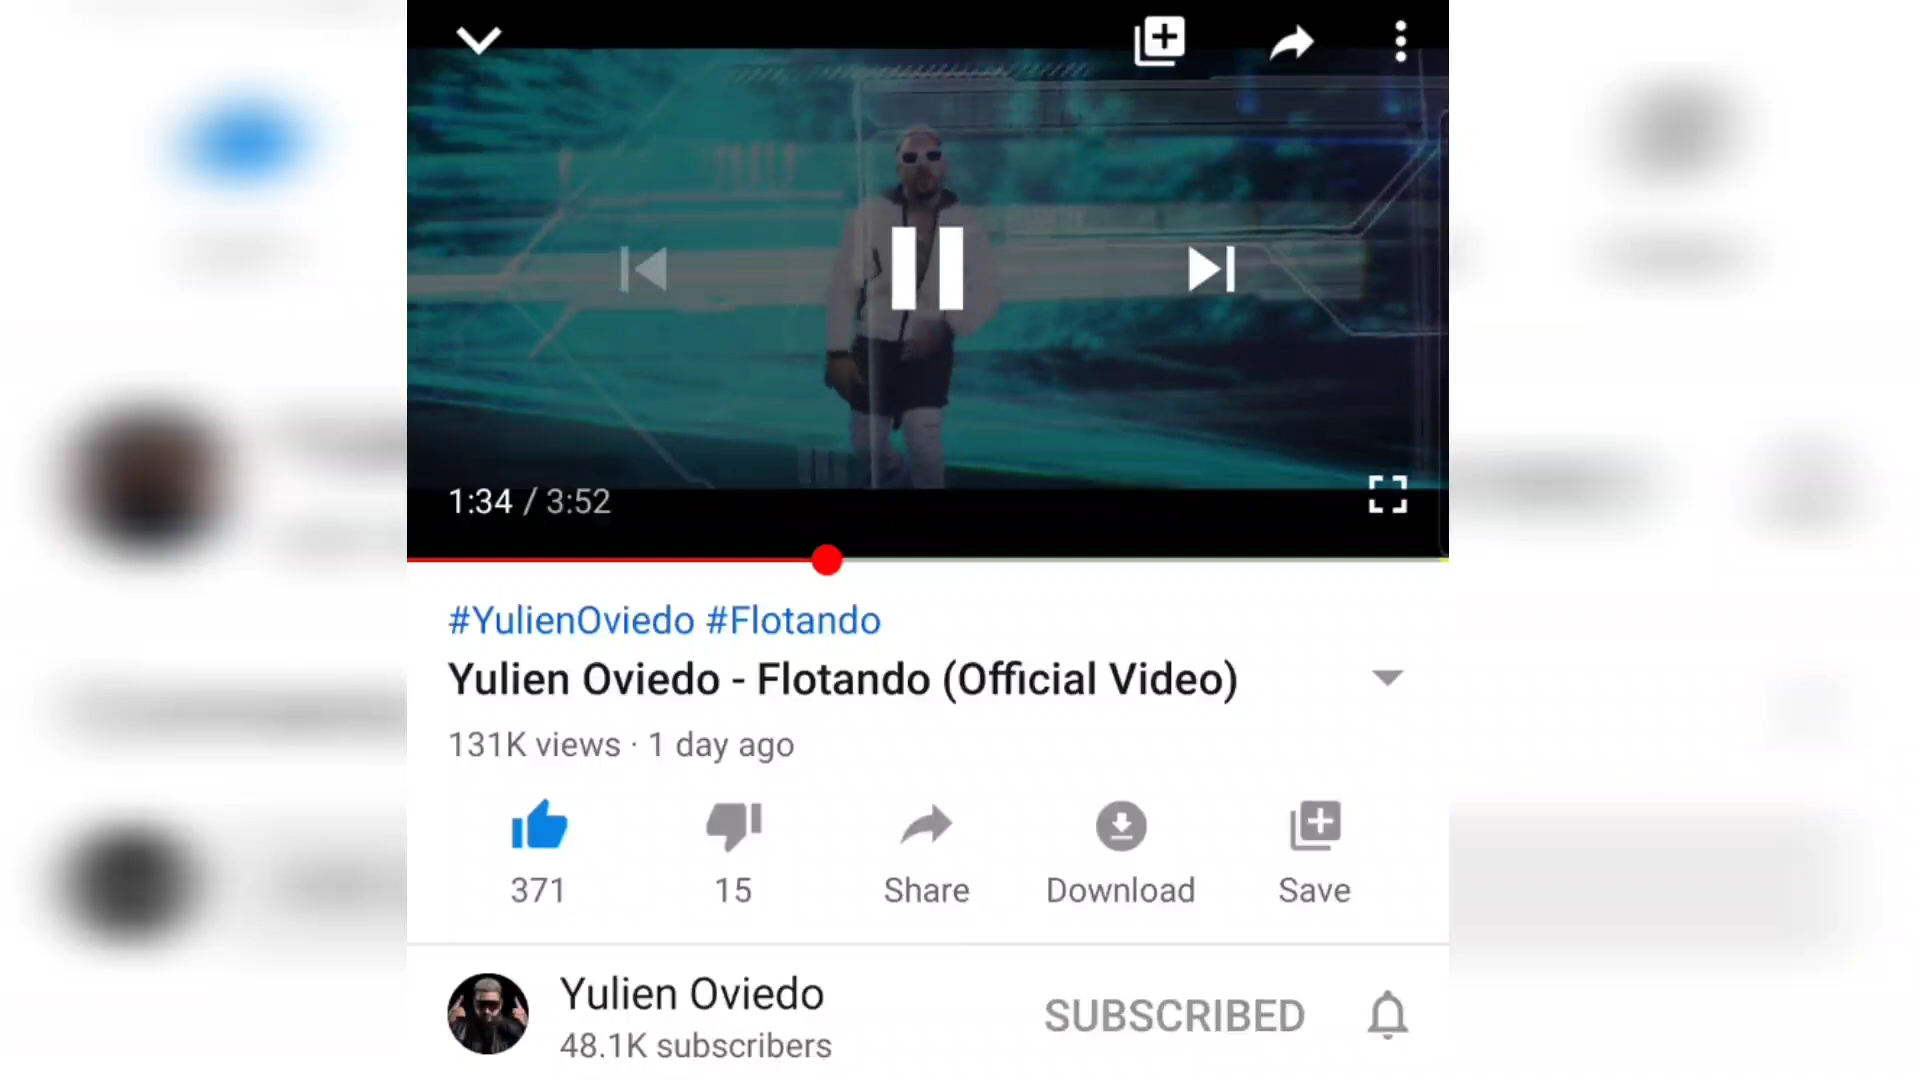 1:34 / 3:52
#YulienOviedo #Flotando
Yulien Oviedo - Flotando (Official Video)
131K views · 1 day ago
371
15
Share
Download
Save
Yulien Oviedo
48.1K subscribers
SUBSCRIBED